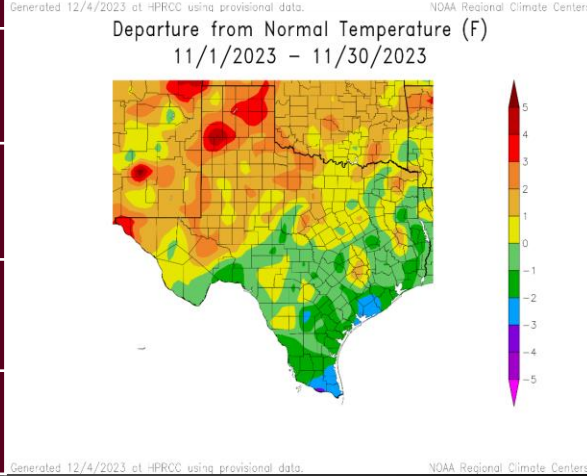 Generated 12/4/2023 at HPRCC using provisional data. NOAA Regional Climate Centers
Departure from Normal Temperature (F)
11/1/2023 – 11/30/2023
5
4
3
2
1
0
−1
−2
−3
−4
−5
Generated 12/4/2023 at HPRCC using provisional data. NOAA Regional Climate Centers